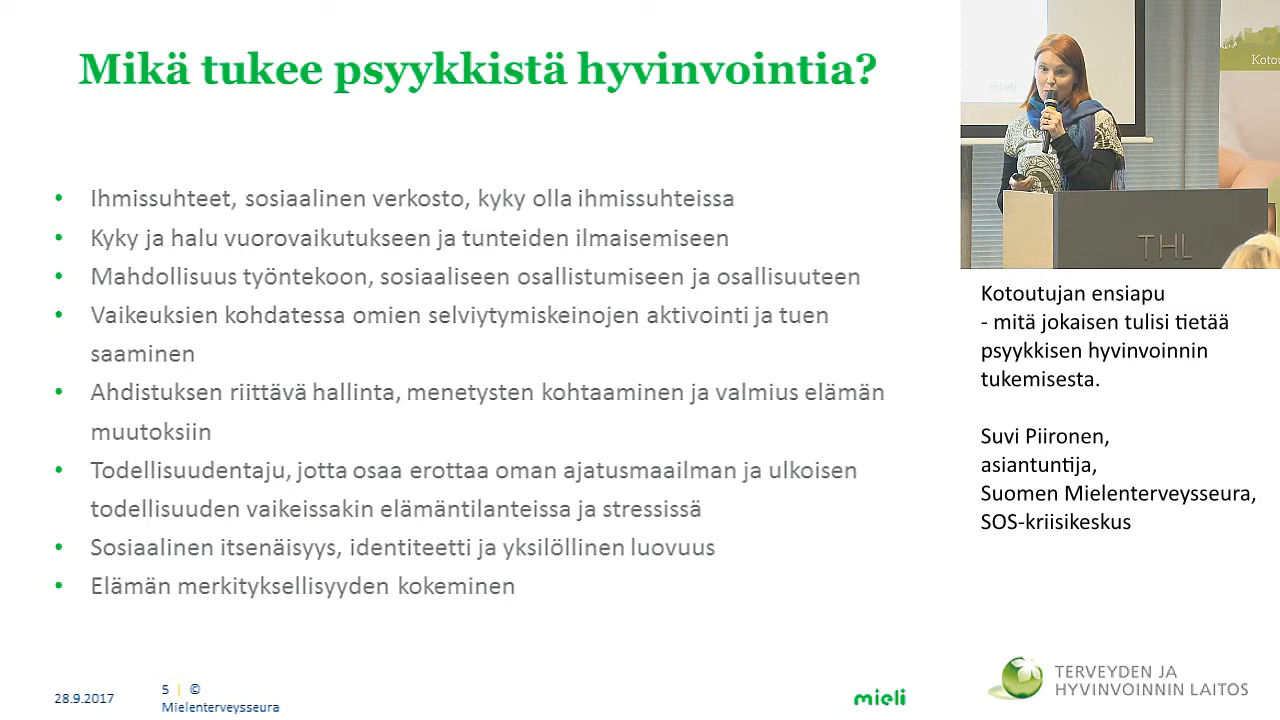 Mikä tukee psyykkistä hyvinvointia?
• Ihmissuhteet, sosiaalinen verkosto, kyky olla ihmissuhteissa
• Kyky ja halu vuorovaikutukseen ja tunteiden ilmaisemiseen
• Mahdollisuus työntekoon, sosiaaliseen osallistumiseen ja osallisuuteen
• Vaikeuksien kohdatessa omien selviytymiskeinojen aktivointi ja tuen
saaminen
• Ahdistuksen riittävä hallinta, menetysten kohtaaminen ja valmius elämän
muutoksiin
• Todellisuudentaju, jotta osaa erottaa oman ajatusmaailman ja ulkoisen
todellisuuden vaikeissakin elämäntilanteissa ja stressissä
• Sosiaalinen itsenäisyys, identiteetti ja yksilöllinen luovuus
• Elämän merkityksellisyyden kokeminen
28.9.2017
5 | ©
Mielenterveysseura
mieli
mieli
THL
Kotoutujan ensiapu
- mitä jokaisen tulisi tietää
psyykkisen hyvinvoinnin
tukemisesta.
Suvi Piironen,
asiantuntija,
Suomen Mielenterveysseura,
SOS-kriisikeskus
TERVEYDEN JA
HYVINVOINNIN LAITOS